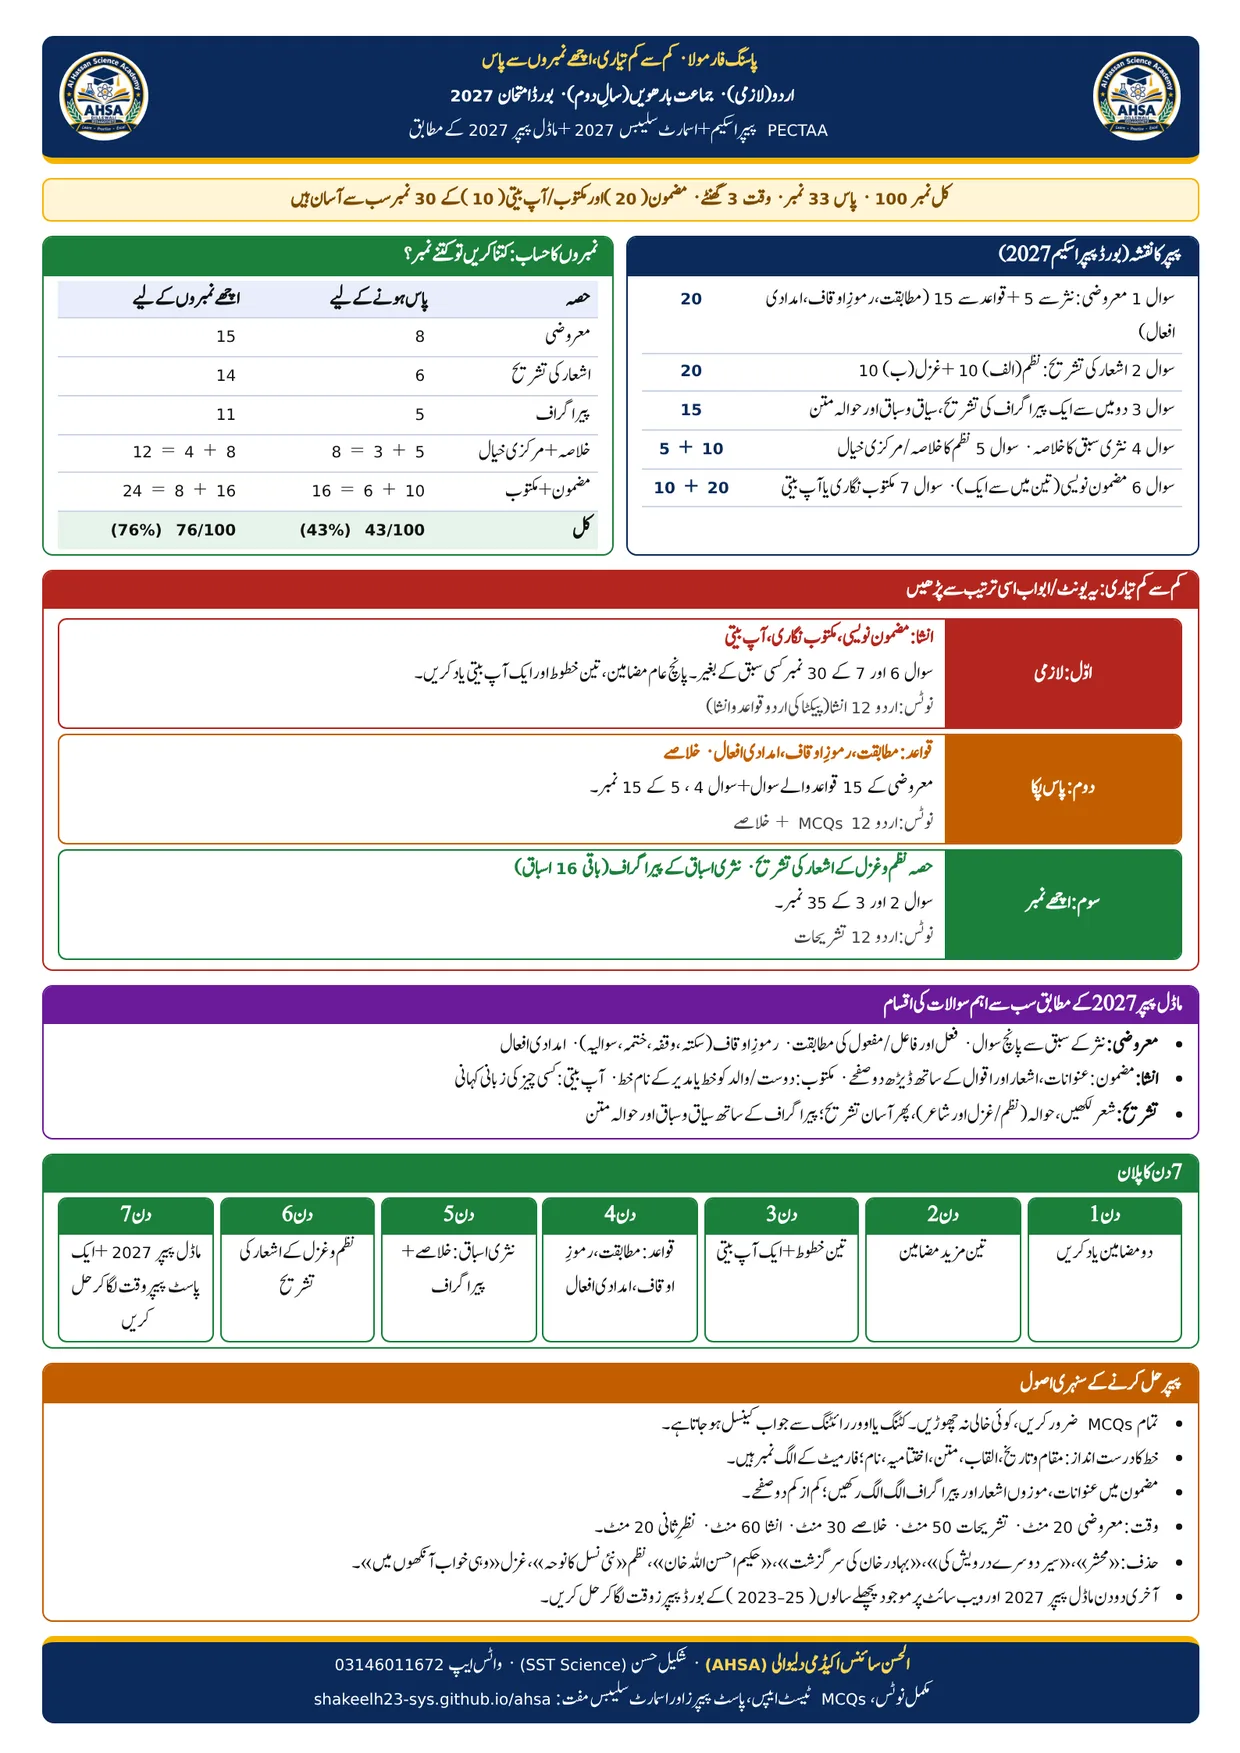 پاسنگ فارمولا · کم سے کم تیاری، اچھے نمبروں سے پاس
اردو (لازمی) · جماعت بارھویں (سالِ دوم) · بورڈ امتحان 2027
PECTAA پیپر اسکیم + اسمارٹ سلیبس 2027 + ماڈل پیپر 2027 کے مطابق
Al Hassan Science Academy
AHSA
Learn • Practice • Excel
Al Hassan Science Academy
AHSA
Learn • Practice • Excel
کل نمبر 100 · پاس 33 نمبر · وقت 3 گھنٹے · مضمون (20) اور مکتوب/آپ بیتی (10) کے 30 نمبر سب سے آسان ہیں
پیپر کا نقشہ (بورڈ پیپر اسکیم 2027)
سوال 1 معروضی: نثر سے 5 + قواعد سے 15 (مطابقت، رموزِ اوقاف، امدادی 20
افعال)
سوال 2 اشعار کی تشریح: نظم (الف) 10 + غزل (ب) 10 20
سوال 3 دو میں سے ایک پیراگراف کی تشریح، سیاق و سباق اور حوالہ متن 15
سوال 4 نثری سبق کا خلاصہ · سوال 5 نظم کا خلاصہ/مرکزی خیال 10 + 5
سوال 6 مضمون نویسی (تین میں سے ایک) · سوال 7 مکتوب نگاری یا آپ بیتی 20 + 10
نمبروں کا حساب: کتنا کریں تو کتنے نمبر؟
حصہ پاس ہونے کے لیے اچھے نمبروں کے لیے
معروضی 8 15
اشعار کی تشریح 6 14
پیراگراف 5 11
خلاصہ + مرکزی خیال 5 + 3 = 8 8 + 4 = 12
مضمون + مکتوب 10 + 6 = 16 16 + 8 = 24
کل 43/100 (43%) 76/100 (76%)
کم سے کم تیاری: یہ یونٹ/ابواب اسی ترتیب سے پڑھیں
اوّل: لازمی
انشا: مضمون نویسی، مکتوب نگاری، آپ بیتی
سوال 6 اور 7 کے 30 نمبر کسی سبق کے بغیر۔ پانچ عام مضامین، تین خطوط اور ایک آپ بیتی یاد کریں۔
نوٹس: اردو 12 انشا (پیکٹا کی اردو قواعد و انشا)
دوم: پاس پکا
قواعد: مطابقت، رموزِ اوقاف، امدادی افعال · خلاصے
معروضی کے 15 قواعد والے سوال + سوال 4، 5 کے 15 نمبر۔
نوٹس: اردو 12 MCQs + خلاصے
سوم: اچھے نمبر
حصہ نظم و غزل کے اشعار کی تشریح · نثری اسباق کے پیراگراف (باقی 16 اسباق)
سوال 2 اور 3 کے 35 نمبر۔
نوٹس: اردو 12 تشریحات
ماڈل پیپر 2027 کے مطابق سب سے اہم سوالات کی اقسام
• معروضی: نثر کے سبق سے پانچ سوال · فعل اور فاعل/مفعول کی مطابقت · رموزِ اوقاف (سکتہ، وقفہ، ختمہ، سوالیہ) · امدادی افعال
• انشا: مضمون: عنوانات، اشعار اور اقوال کے ساتھ ڈیڑھ دو صفحے · مکتوب: دوست/والد کو خط یا مدیر کے نام خط · آپ بیتی: کسی چیز کی زبانی کہانی
• تشریح: شعر لکھیں، حوالہ (نظم/غزل اور شاعر)، پھر آسان تشریح؛ پیراگراف کے ساتھ سیاق و سباق اور حوالہ متن
7 دن کا پلان
دن 1
دو مضامین یاد کریں
دن 2
تین مزید مضامین
دن 3
تین خطوط + ایک آپ بیتی
دن 4
قواعد: مطابقت، رموزِ
اوقاف، امدادی افعال
دن 5
نثری اسباق: خلاصے +
پیراگراف
دن 6
نظم و غزل کے اشعار کی
تشریح
دن 7
ماڈل پیپر 2027 + ایک
پاسٹ پیپر وقت لگا کر حل
کریں
پیپر حل کرنے کے سنہری اصول
• تمام MCQs ضرور کریں، کوئی خالی نہ چھوڑیں۔ کٹنگ یا اوور رائٹنگ سے جواب کینسل ہو جاتا ہے۔
• خط کا درست انداز: مقام و تاریخ، القاب، متن، اختتامیہ، نام؛ فارمیٹ کے الگ نمبر ہیں۔
• مضمون میں عنوانات، موزوں اشعار اور پیراگراف الگ الگ رکھیں؛ کم از کم دو صفحے۔
• وقت: معروضی 20 منٹ · تشریحات 50 منٹ · خلاصے 30 منٹ · انشا 60 منٹ · نظرِ ثانی 20 منٹ۔
• حذف: «محشر»، «سیر دوسرے درویش کی»، «بہادر خان کی سرگزشت»، «حکیم احسن اللہ خان»، نظم «نئی نسل کا نوحہ»، غزل «وہی خواب آنکھوں میں»۔
• آخری دو دن ماڈل پیپر 2027 اور ویب سائٹ پر موجود پچھلے سالوں (2023–25) کے بورڈ پیپرز وقت لگا کر حل کریں۔
الحسن سائنس اکیڈمی دلیوالی (AHSA) · شکیل حسن (SST Science) · واٹس ایپ 03146011672
مکمل نوٹس، MCQs ٹیسٹ ایپس، پاسٹ پیپرز اور اسمارٹ سلیبس مفت: shakeelh23-sys.github.io/ahsa